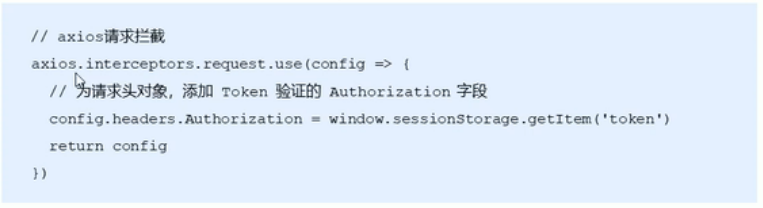 // axios请求拦截
axios.interceptors.request.use(config => {
// 为请求头对象，添加 Token 验证的 Authorization 字段
config.headers.Authorization = window.sessionStorage.getItem('token')
return config
})